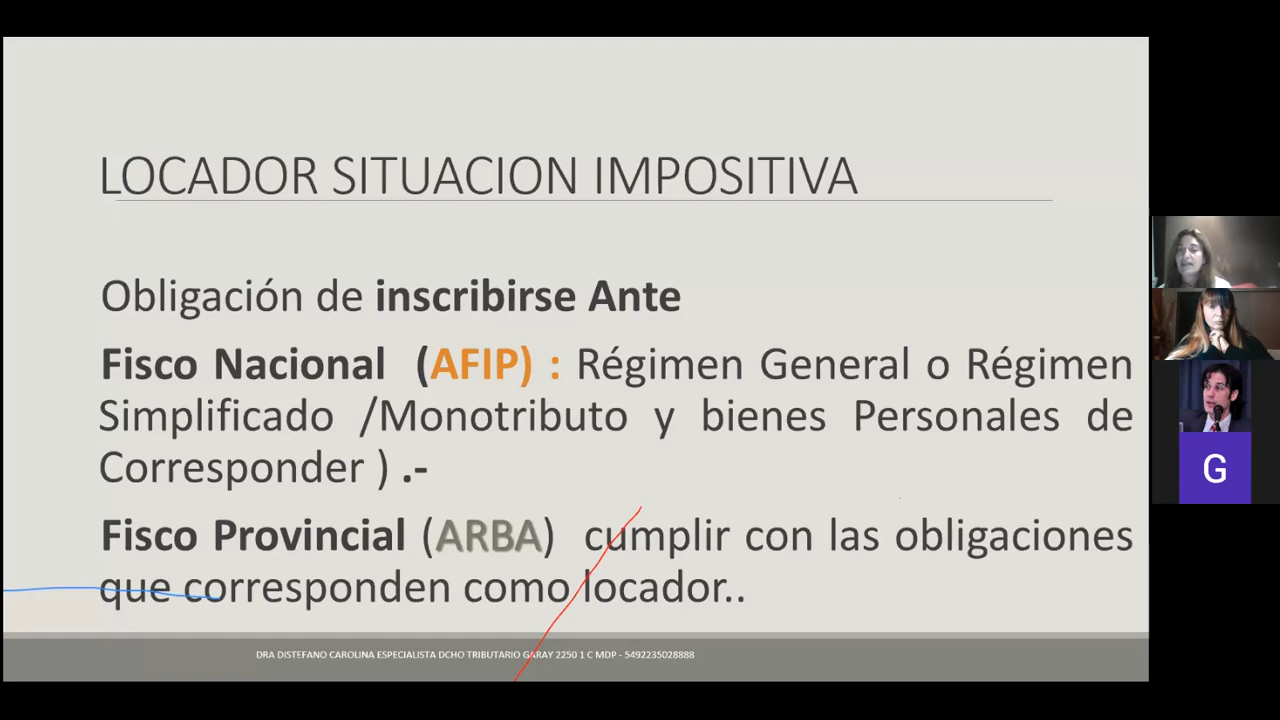 LOCADOR SITUACION IMPOSITIVA
Obligación de inscribirse Ante
Fisco Nacional (AFIP) : Régimen General o Régimen
Simplificado /Monotributo y bienes Personales de
Corresponder ) .-
Fisco Provincial (ARBA) cumplir con las obligaciones
que corresponden como locador..
DRA DISTEFANO CAROLINA ESPECIALISTA DCHO TRIBUTARIO GARAY 2250 1 C MDP - 5492235028888
G